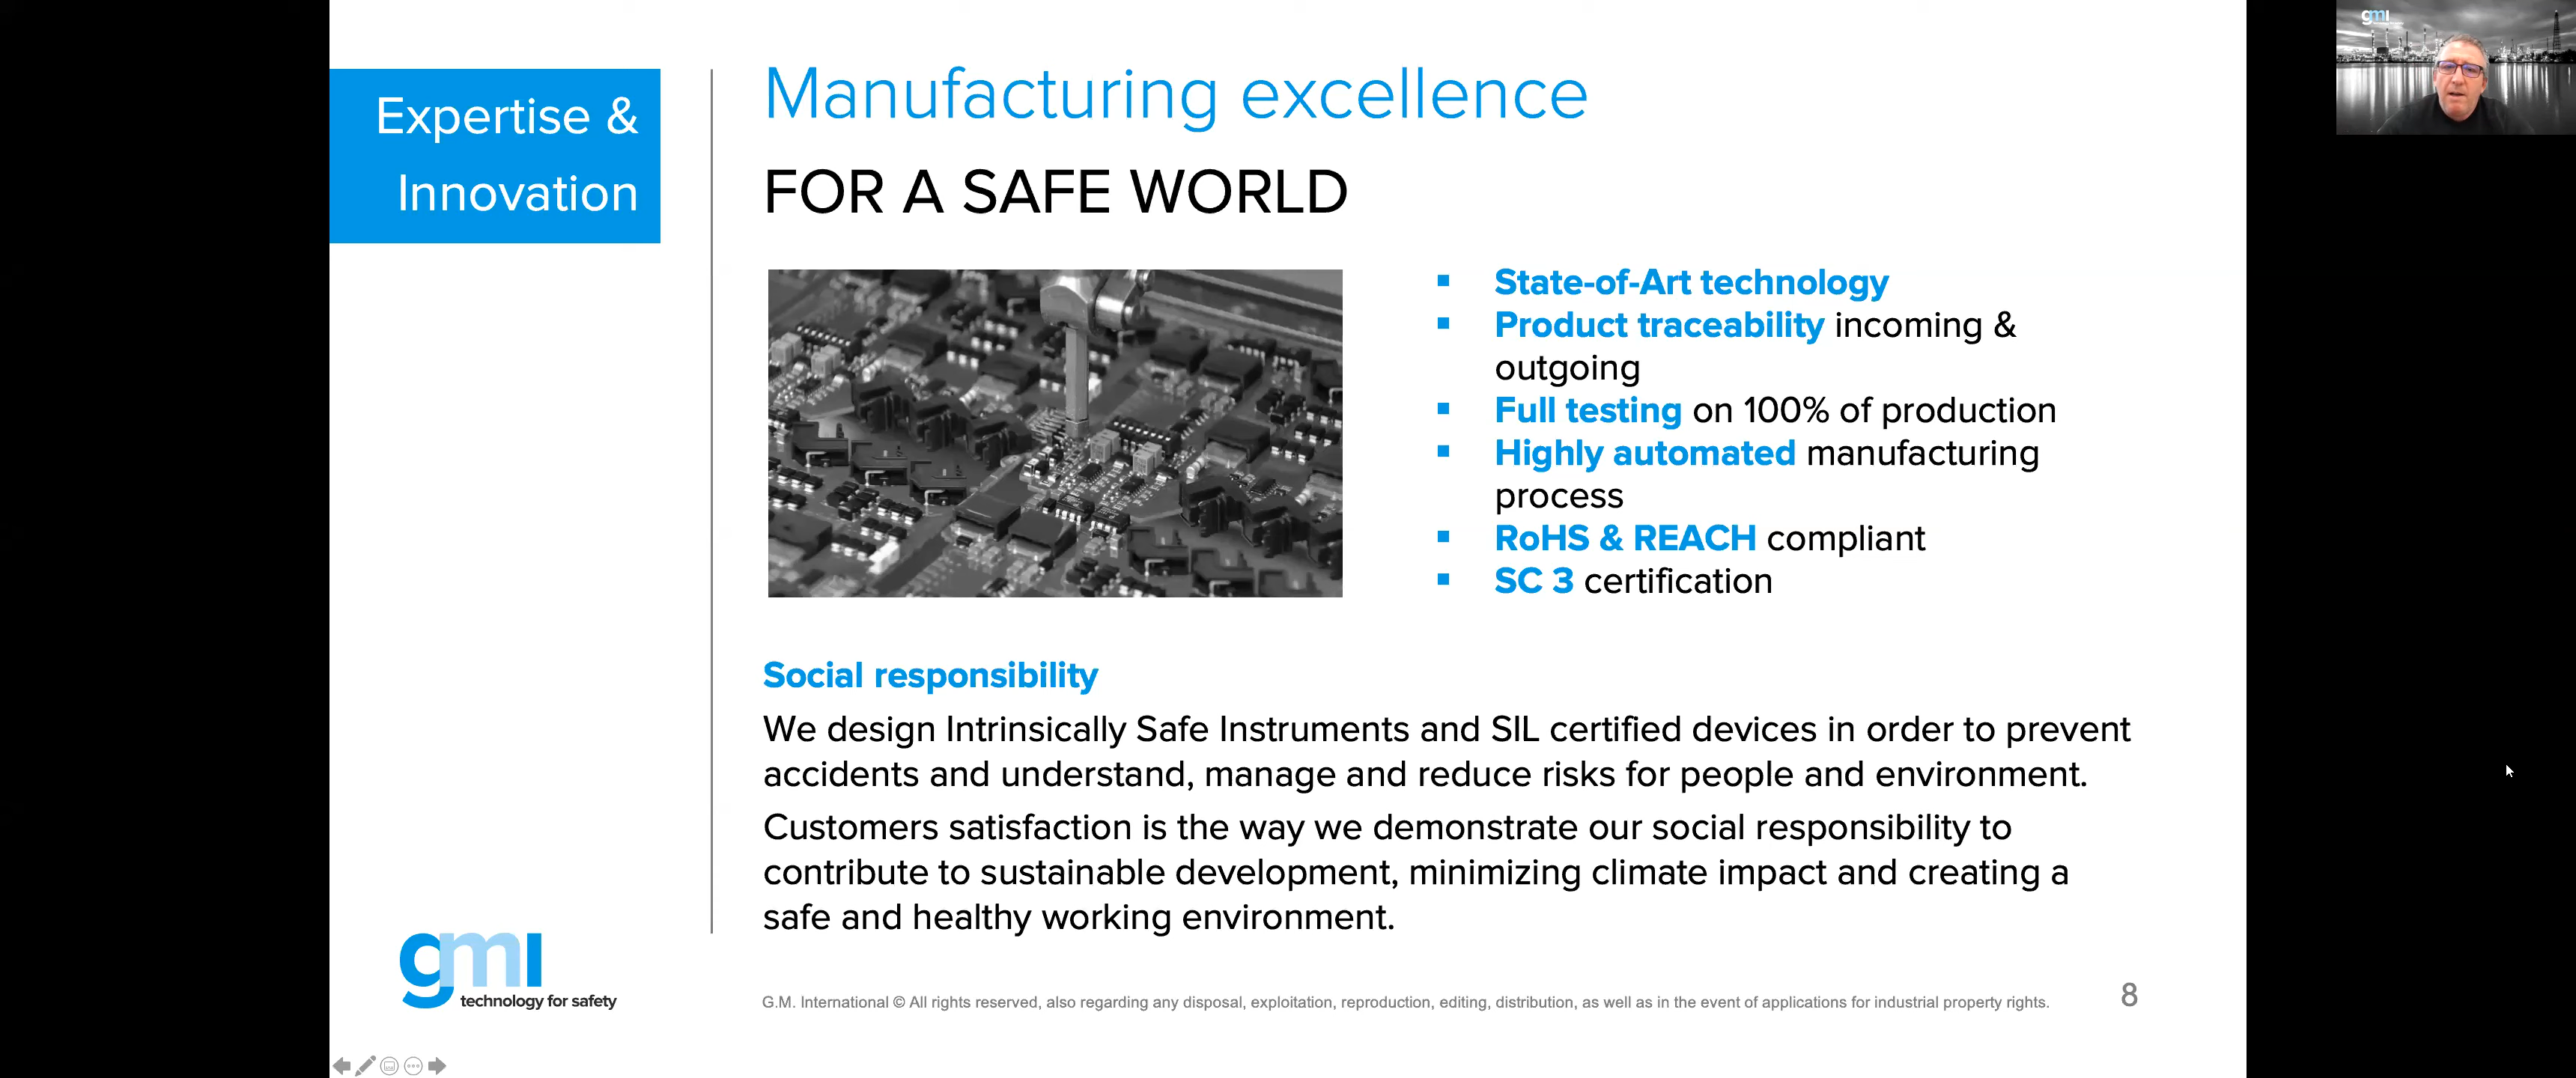 Expertise &
Innovation
Manufacturing excellence
FOR A SAFE WORLD
▪ State-of-Art technology
▪ Product traceability incoming &
outgoing
▪ Full testing on 100% of production
▪ Highly automated manufacturing
process
▪ RoHS & REACH compliant
▪ SC 3 certification
Social responsibility
We design Intrinsically Safe Instruments and SIL certified devices in order to prevent
accidents and understand, manage and reduce risks for people and environment.
Customers satisfaction is the way we demonstrate our social responsibility to
contribute to sustainable development, minimizing climate impact and creating a
safe and healthy working environment.
gmi
technology for safety
G.M. International © All rights reserved, also regarding any disposal, exploitation, reproduction, editing, distribution, as well as in the event of applications for industrial property rights.
8
gmi